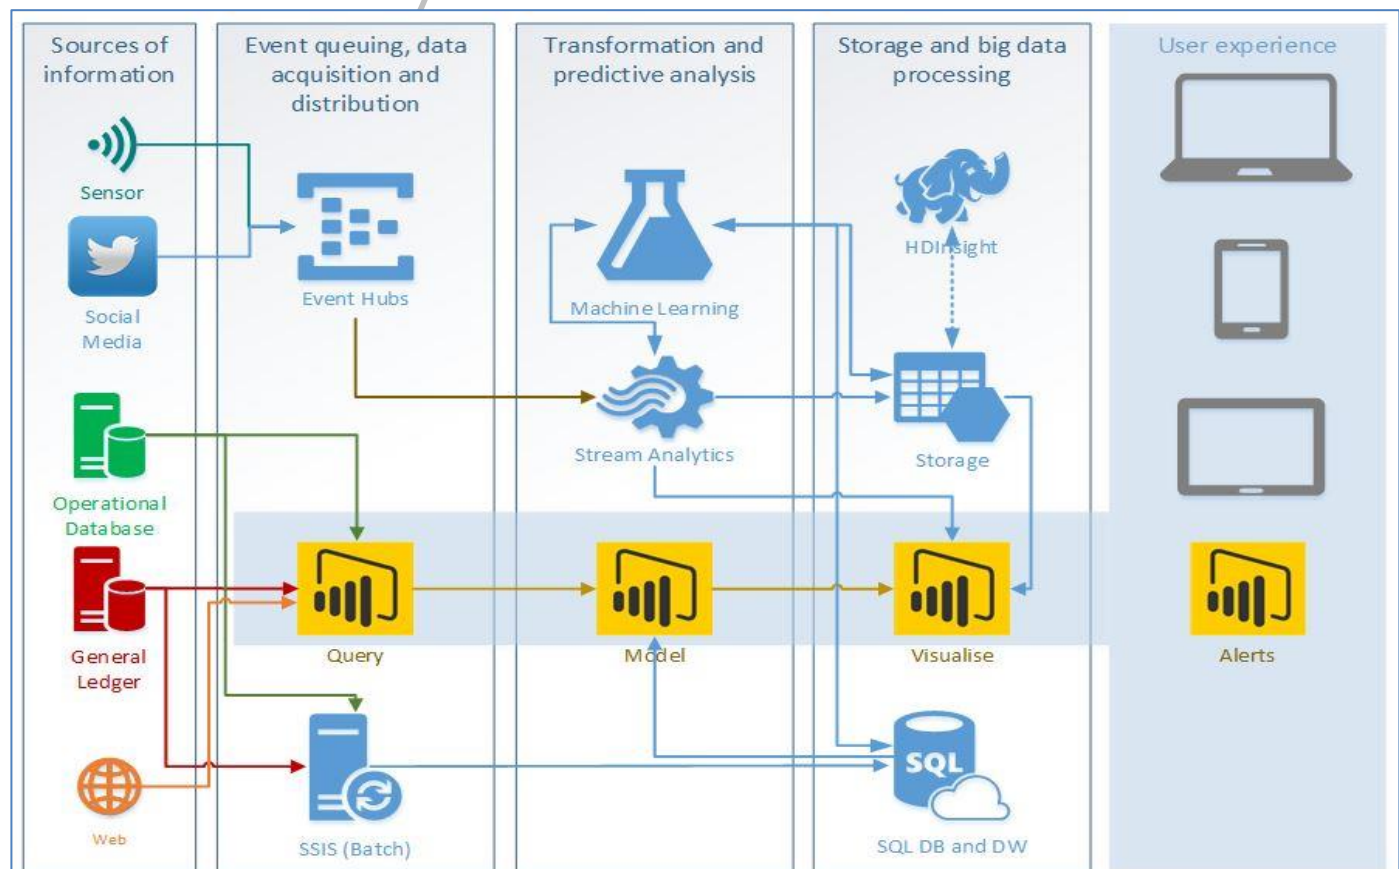 Sources of
information
Event queuing, data
acquisition and
distribution
Transformation and
predictive analysis
Storage and big data
processing
User experience
Sensor
Social
Media
Event Hubs
Machine Learning
HDInsight
Operational
Database
Stream Analytics
Storage
General
Ledger
Query
Model
Visualise
Alerts
Web
SSIS (Batch)
SQL
SQL DB and DW